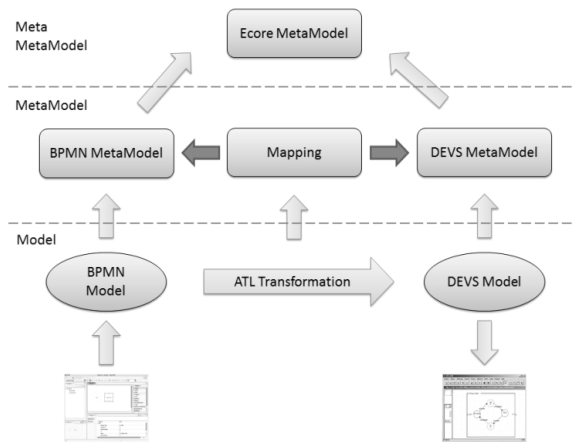 Meta
MetaModel
Ecore MetaModel
MetaModel
BPMN MetaModel
Mapping
DEVS MetaModel
Model
BPMN
Model
ATL Transformation
DEVS Model